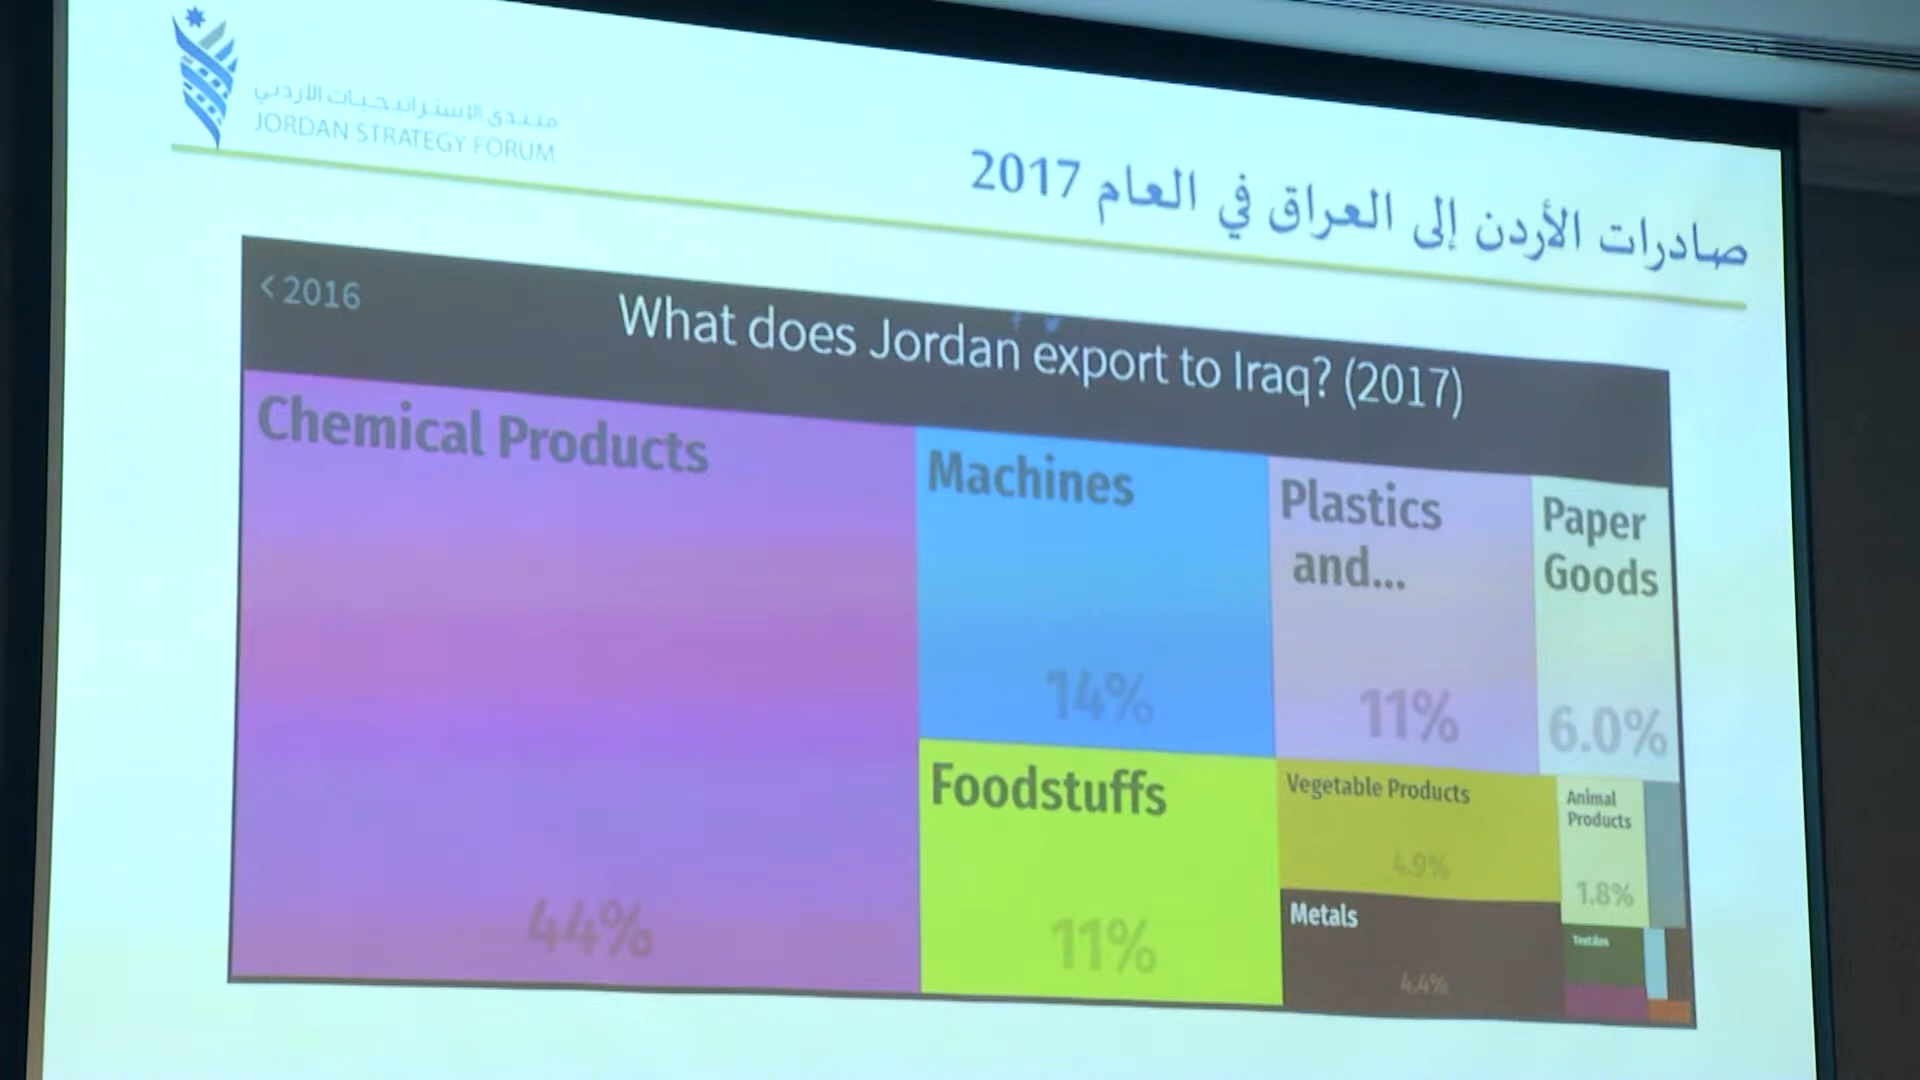 منتدى الاستراتيجيات الأردني
JORDAN STRATEGY FORUM
صادرات الأردن إلى العراق في العام 2017
< 2016
What does Jordan export to Iraq? (2017)
Chemical Products
44%
Machines
14%
Plastics
and...
11%
Paper
Goods
6.0%
Foodstuffs
11%
Vegetable Products
4.9%
Animal
Products
1.8%
Metals
4.4%
Textiles